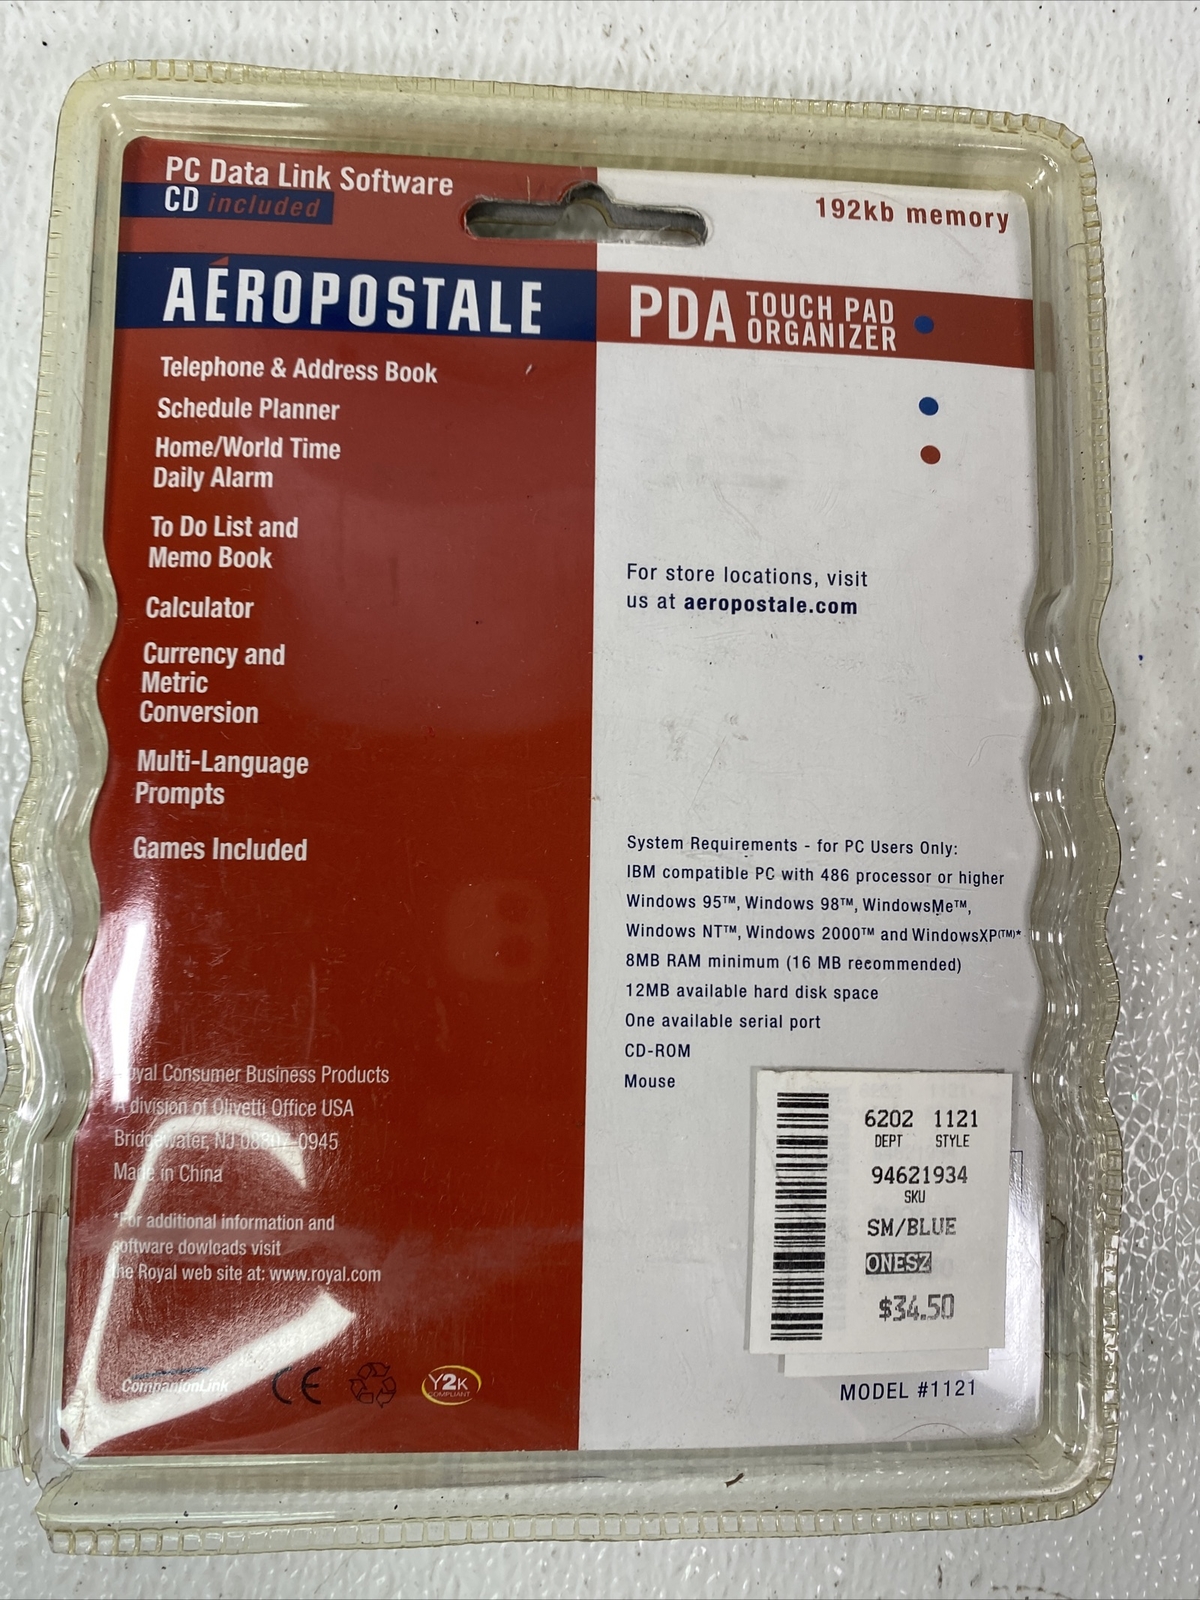 PC Data Link Software
CD included
192kb memory
AÉROPOSTALE
PDA TOUCH PAD
ORGANIZER
Telephone & Address Book
Schedule Planner
Home/World Time
Daily Alarm
To Do List and
Memo Book
Calculator
Currency and
Metric
Conversion
Multi-Language
Prompts
Games Included
Royal Consumer Business Products
A division of Olivetti Office USA
Bridgewater, NJ 08807-0945
Made in China
*For additional information and
software dowloads visit
the Royal web site at: www.royal.com
CompanionLink
CE
Y2K
COMPLIANT
For store locations, visit
us at aeropostale.com
System Requirements - for PC Users Only:
IBM compatible PC with 486 processor or higher
Windows 95™, Windows 98™, WindowsMe™,
Windows NT™, Windows 2000™ and WindowsXP(TM)*
8MB RAM minimum (16 MB recommended)
12MB available hard disk space
One available serial port
CD-ROM
Mouse
6202 1121
DEPT STYLE
94621934
SKU
SM/BLUE
ONESZ
$34.50
MODEL #1121